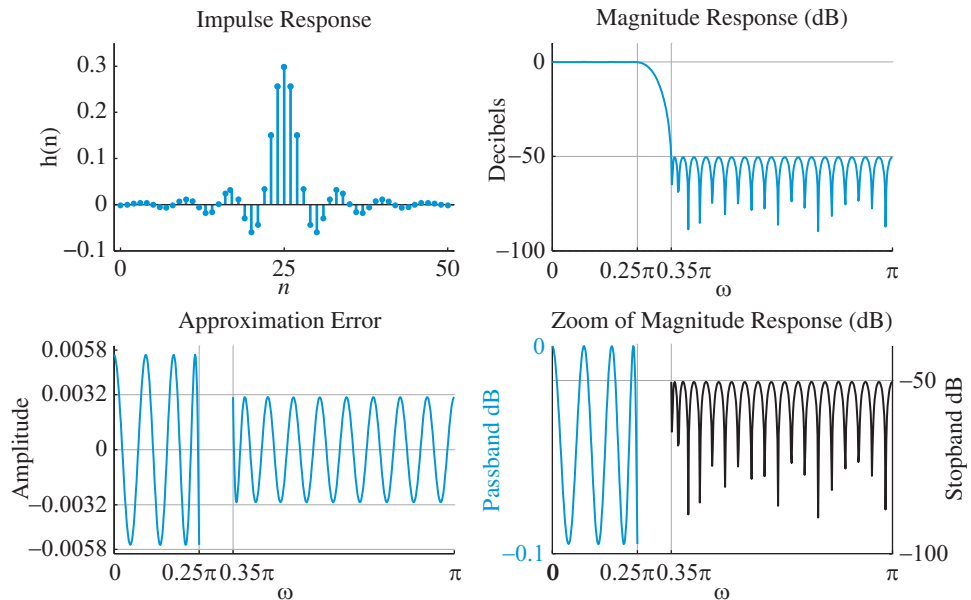 Impulse Response
0.3
0.2
0.1
0
−0.1
h(n)
0
25
50
n
Magnitude Response (dB)
0
−50
−100
Decibels
0
0.25π
0.35π
π
ω
Approximation Error
0.0058
0.0032
0
−0.0032
−0.0058
Amplitude
0
0.25π
0.35π
π
ω
Zoom of Magnitude Response (dB)
0
−0.1
Passband dB
−50
−100
Stopband dB
0
0.25π
0.35π
π
ω